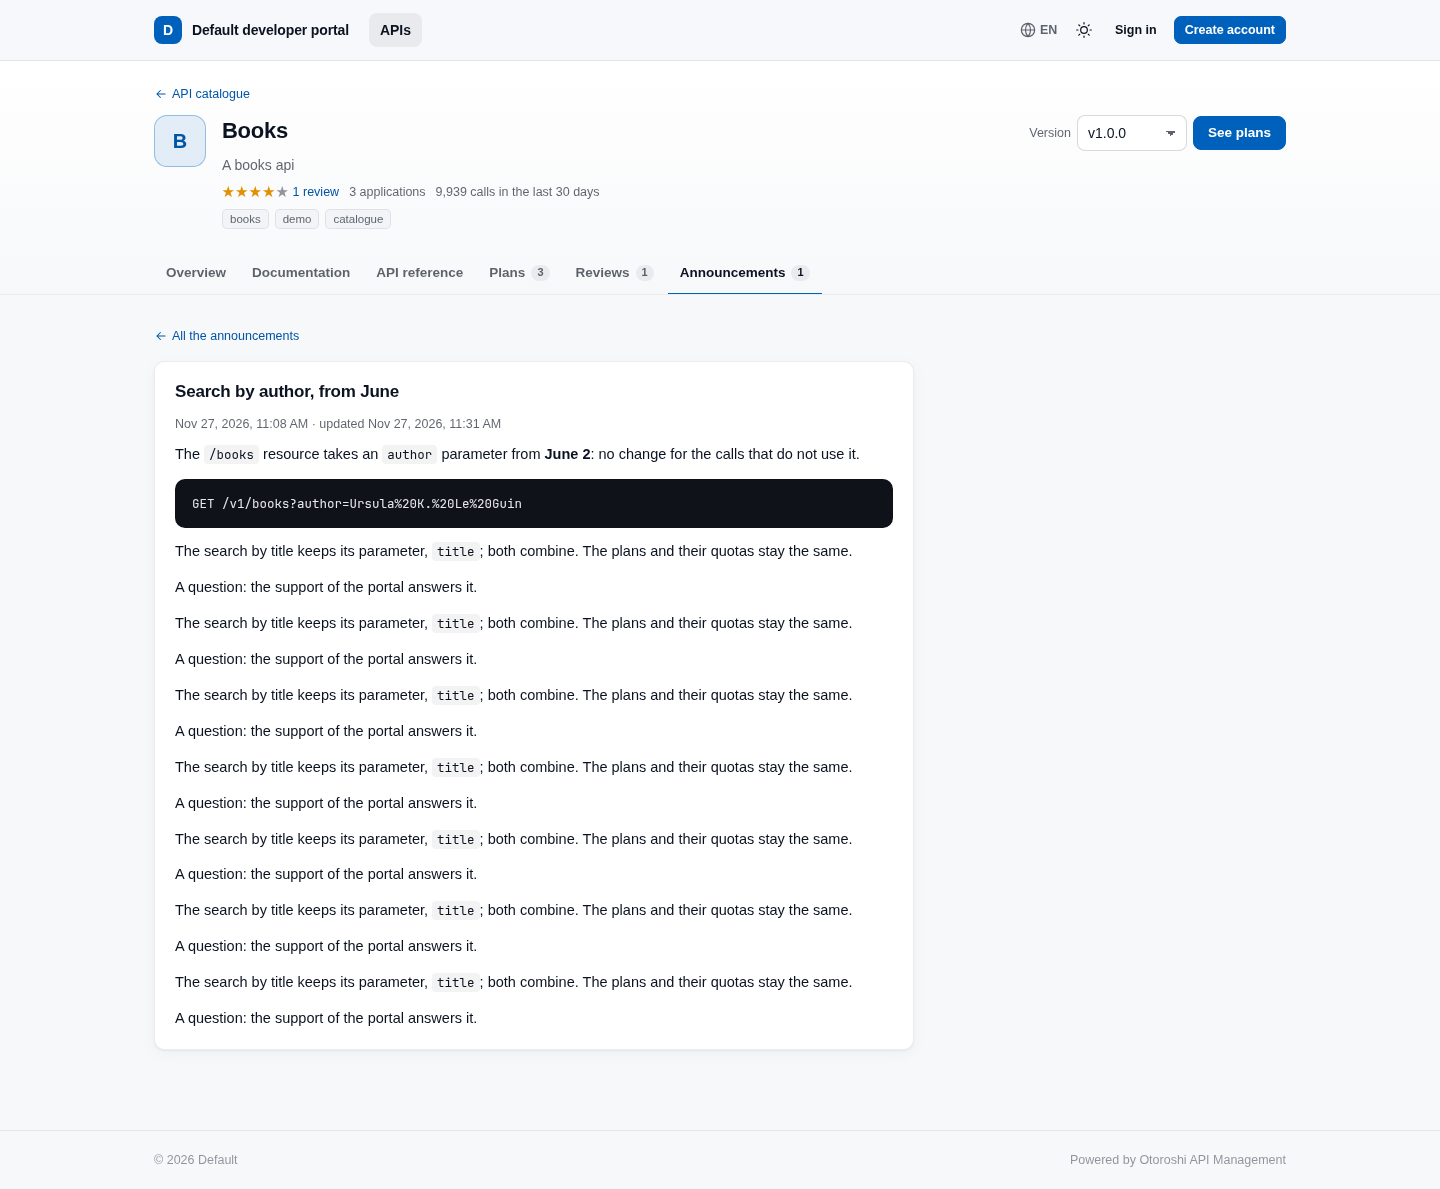 D Default developer portal APIs EN Sign in Create account
← API catalogue
B Books Version v1.0.0 See plans
A books api
★★★★★ 1 review 3 applications 9,939 calls in the last 30 days
books demo catalogue
Overview Documentation API reference Plans 3 Reviews 1 Announcements 1
← All the announcements
Search by author, from June
Nov 27, 2026, 11:08 AM · updated Nov 27, 2026, 11:31 AM
The /books resource takes an author parameter from June 2: no change for the calls that do not use it.
GET /v1/books?author=Ursula%20K.%20Le%20Guin
The search by title keeps its parameter, title; both combine. The plans and their quotas stay the same.
A question: the support of the portal answers it.
The search by title keeps its parameter, title; both combine. The plans and their quotas stay the same.
A question: the support of the portal answers it.
The search by title keeps its parameter, title; both combine. The plans and their quotas stay the same.
A question: the support of the portal answers it.
The search by title keeps its parameter, title; both combine. The plans and their quotas stay the same.
A question: the support of the portal answers it.
The search by title keeps its parameter, title; both combine. The plans and their quotas stay the same.
A question: the support of the portal answers it.
The search by title keeps its parameter, title; both combine. The plans and their quotas stay the same.
A question: the support of the portal answers it.
The search by title keeps its parameter, title; both combine. The plans and their quotas stay the same.
A question: the support of the portal answers it.
© 2026 Default Powered by Otoroshi API Management